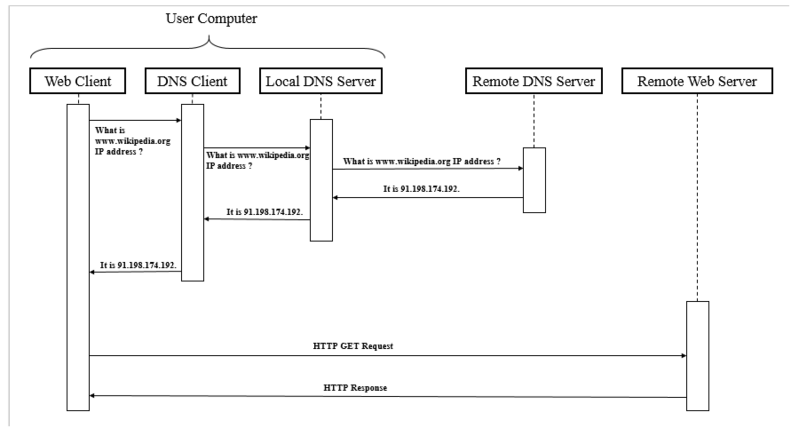 User Computer
Web Client
DNS Client
Local DNS Server
Remote DNS Server
Remote Web Server
What is
www.wikipedia.org
IP address ?
What is www.wikipedia.org
IP address ?
What is www.wikipedia.org IP address ?
It is 91.198.174.192.
It is 91.198.174.192.
It is 91.198.174.192.
HTTP GET Request
HTTP Response